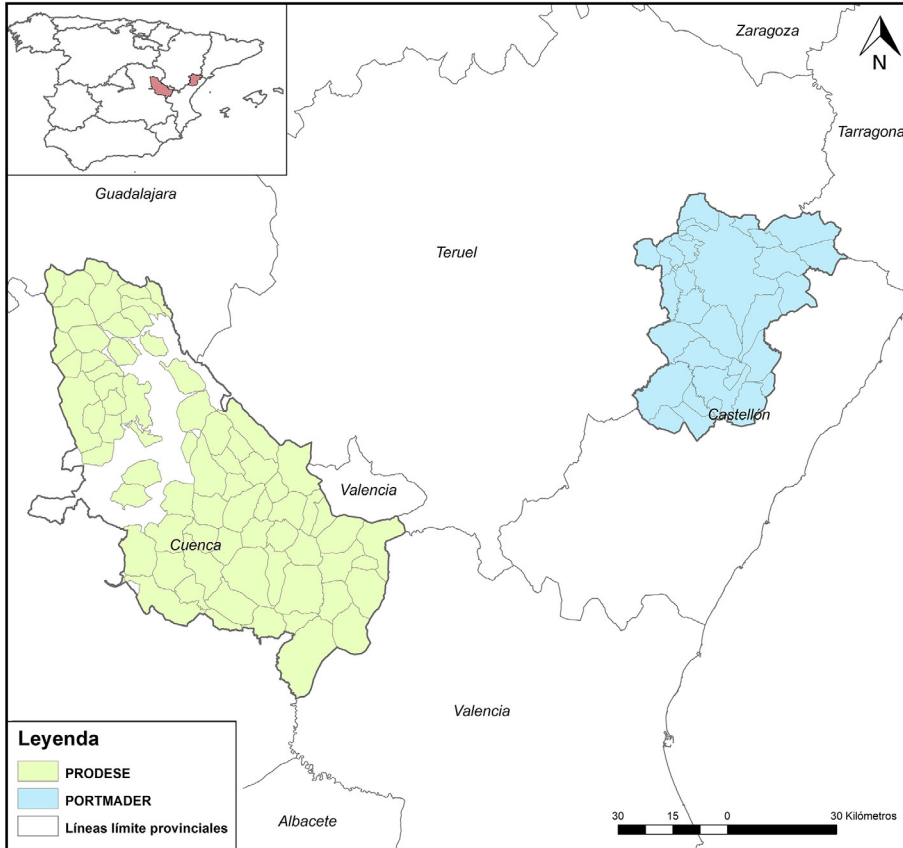 Zaragoza
N
Tarragona
Guadalajara
Teruel
Castellón
Valencia
Cuenca
Valencia
Leyenda
PRODESE
PORTMADER
Líneas límite provinciales
Albacete
30 15 0 30 Kilómetros